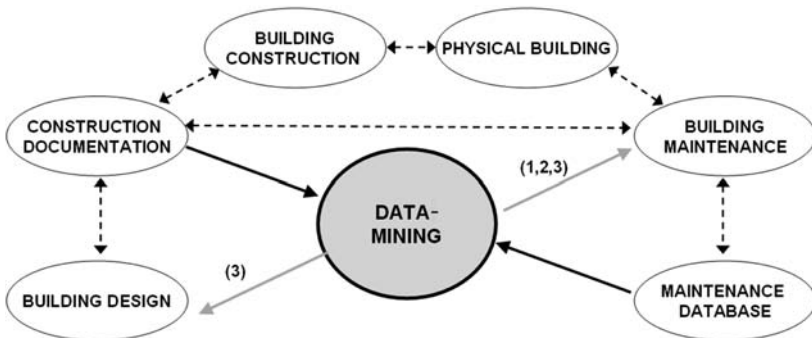 BUILDING
CONSTRUCTION
PHYSICAL BUILDING
CONSTRUCTION
DOCUMENTATION
BUILDING
MAINTENANCE
(1,2,3)
DATA-
MINING
(3)
BUILDING DESIGN
MAINTENANCE
DATABASE